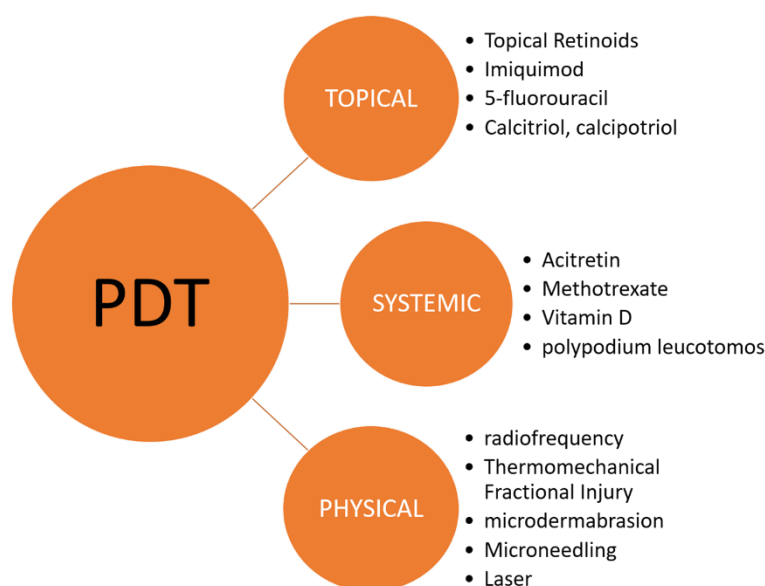 PDT
TOPICAL
• Topical Retinoids
• Imiquimod
• 5-fluorouracil
• Calcitriol, calcipotriol
SYSTEMIC
• Acitretin
• Methotrexate
• Vitamin D
• polypodium leucotomos
PHYSICAL
• radiofrequency
• Thermomechanical
Fractional Injury
• microdermabrasion
• Microneedling
• Laser